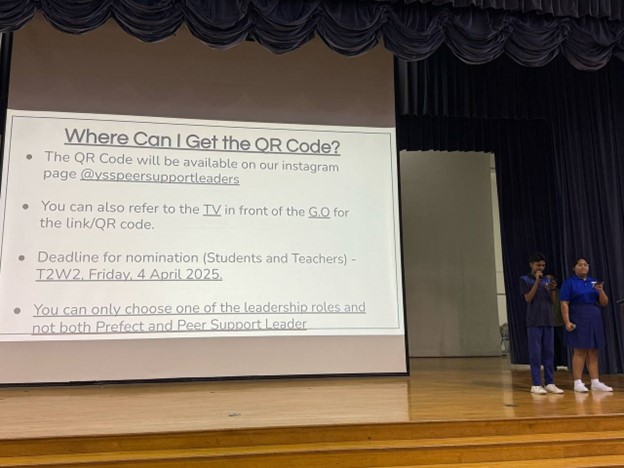 Where Can I Get the QR Code?
● The QR Code will be available on our instagram
page @ysspeersupportleaders
● You can also refer to the TV in front of the G.O for
the link/QR code.
● Deadline for nomination (Students and Teachers) -
T2W2, Friday, 4 April 2025.
● You can only choose one of the leadership roles and
not both Prefect and Peer Support Leader